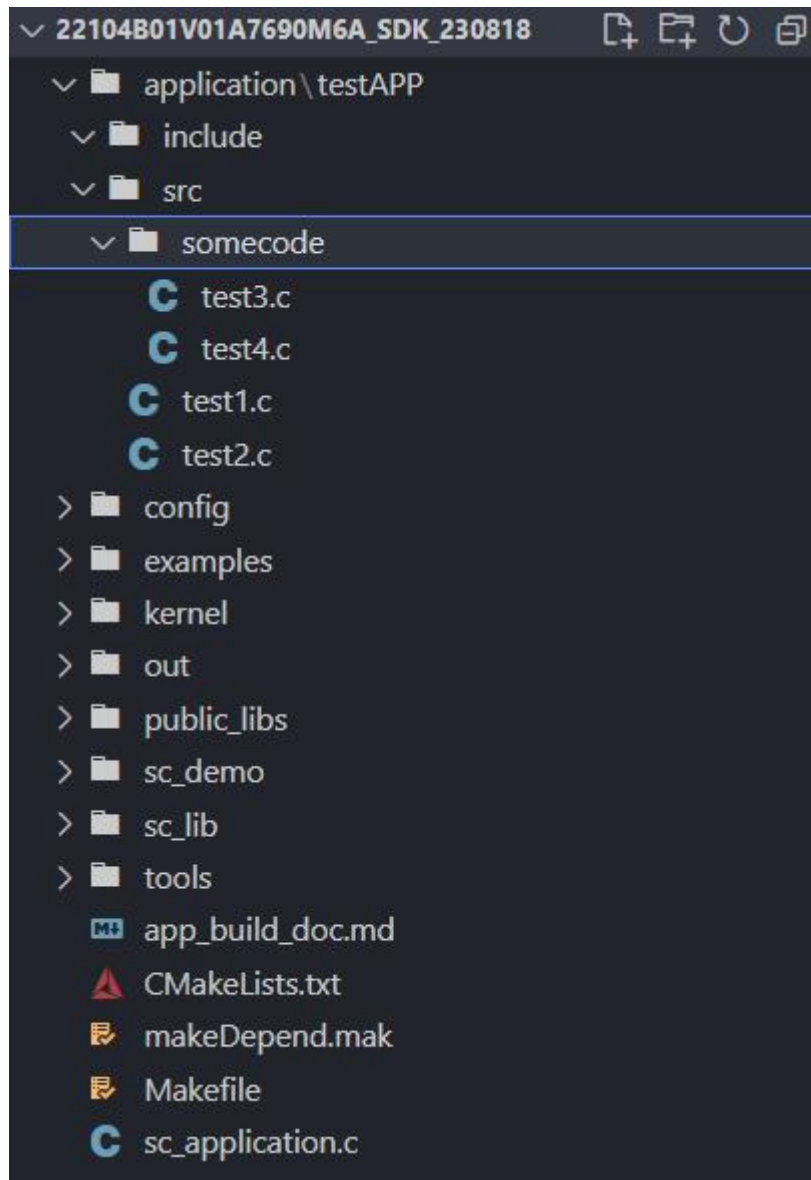 22104B01V01A7690M6A_SDK_230818
application\testAPP
include
src
somecode
C test3.c
C test4.c
C test1.c
C test2.c
config
examples
kernel
out
public_libs
sc_demo
sc_lib
tools
M↓ app_build_doc.md
CMakeLists.txt
makeDepend.mak
Makefile
C sc_application.c